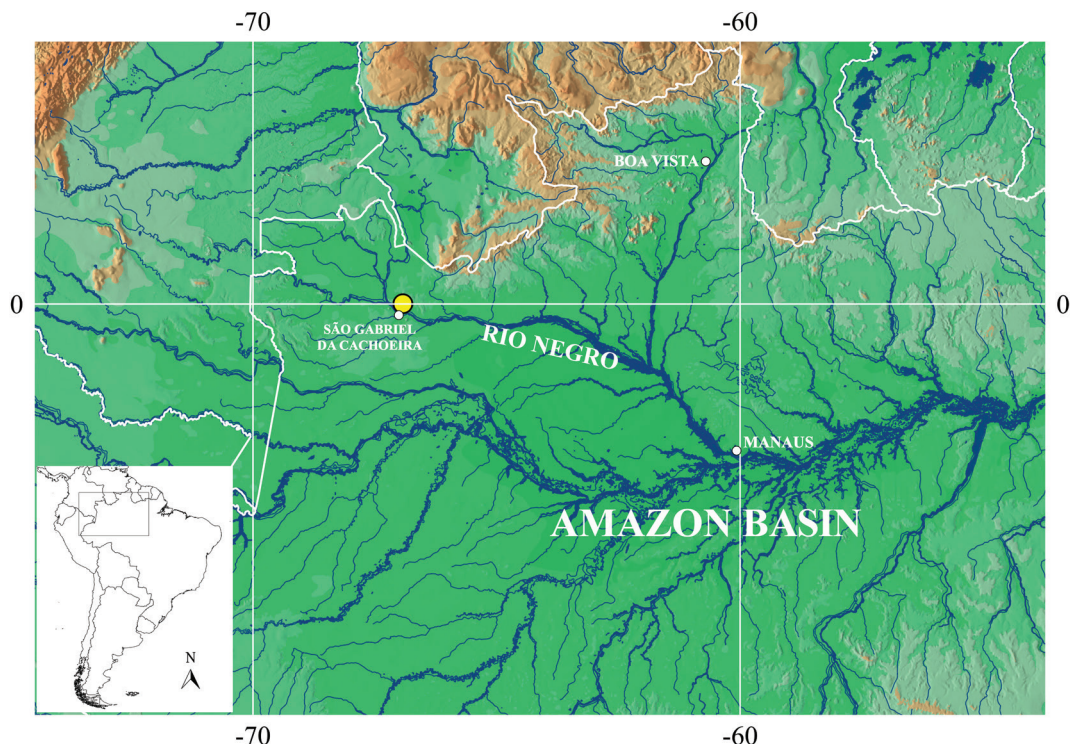 -70
-60
BOA VISTA
0
0
SÃO GABRIEL
DA CACHOEIRA
RIO NEGRO
MANAUS
AMAZON BASIN
N
-70
-60